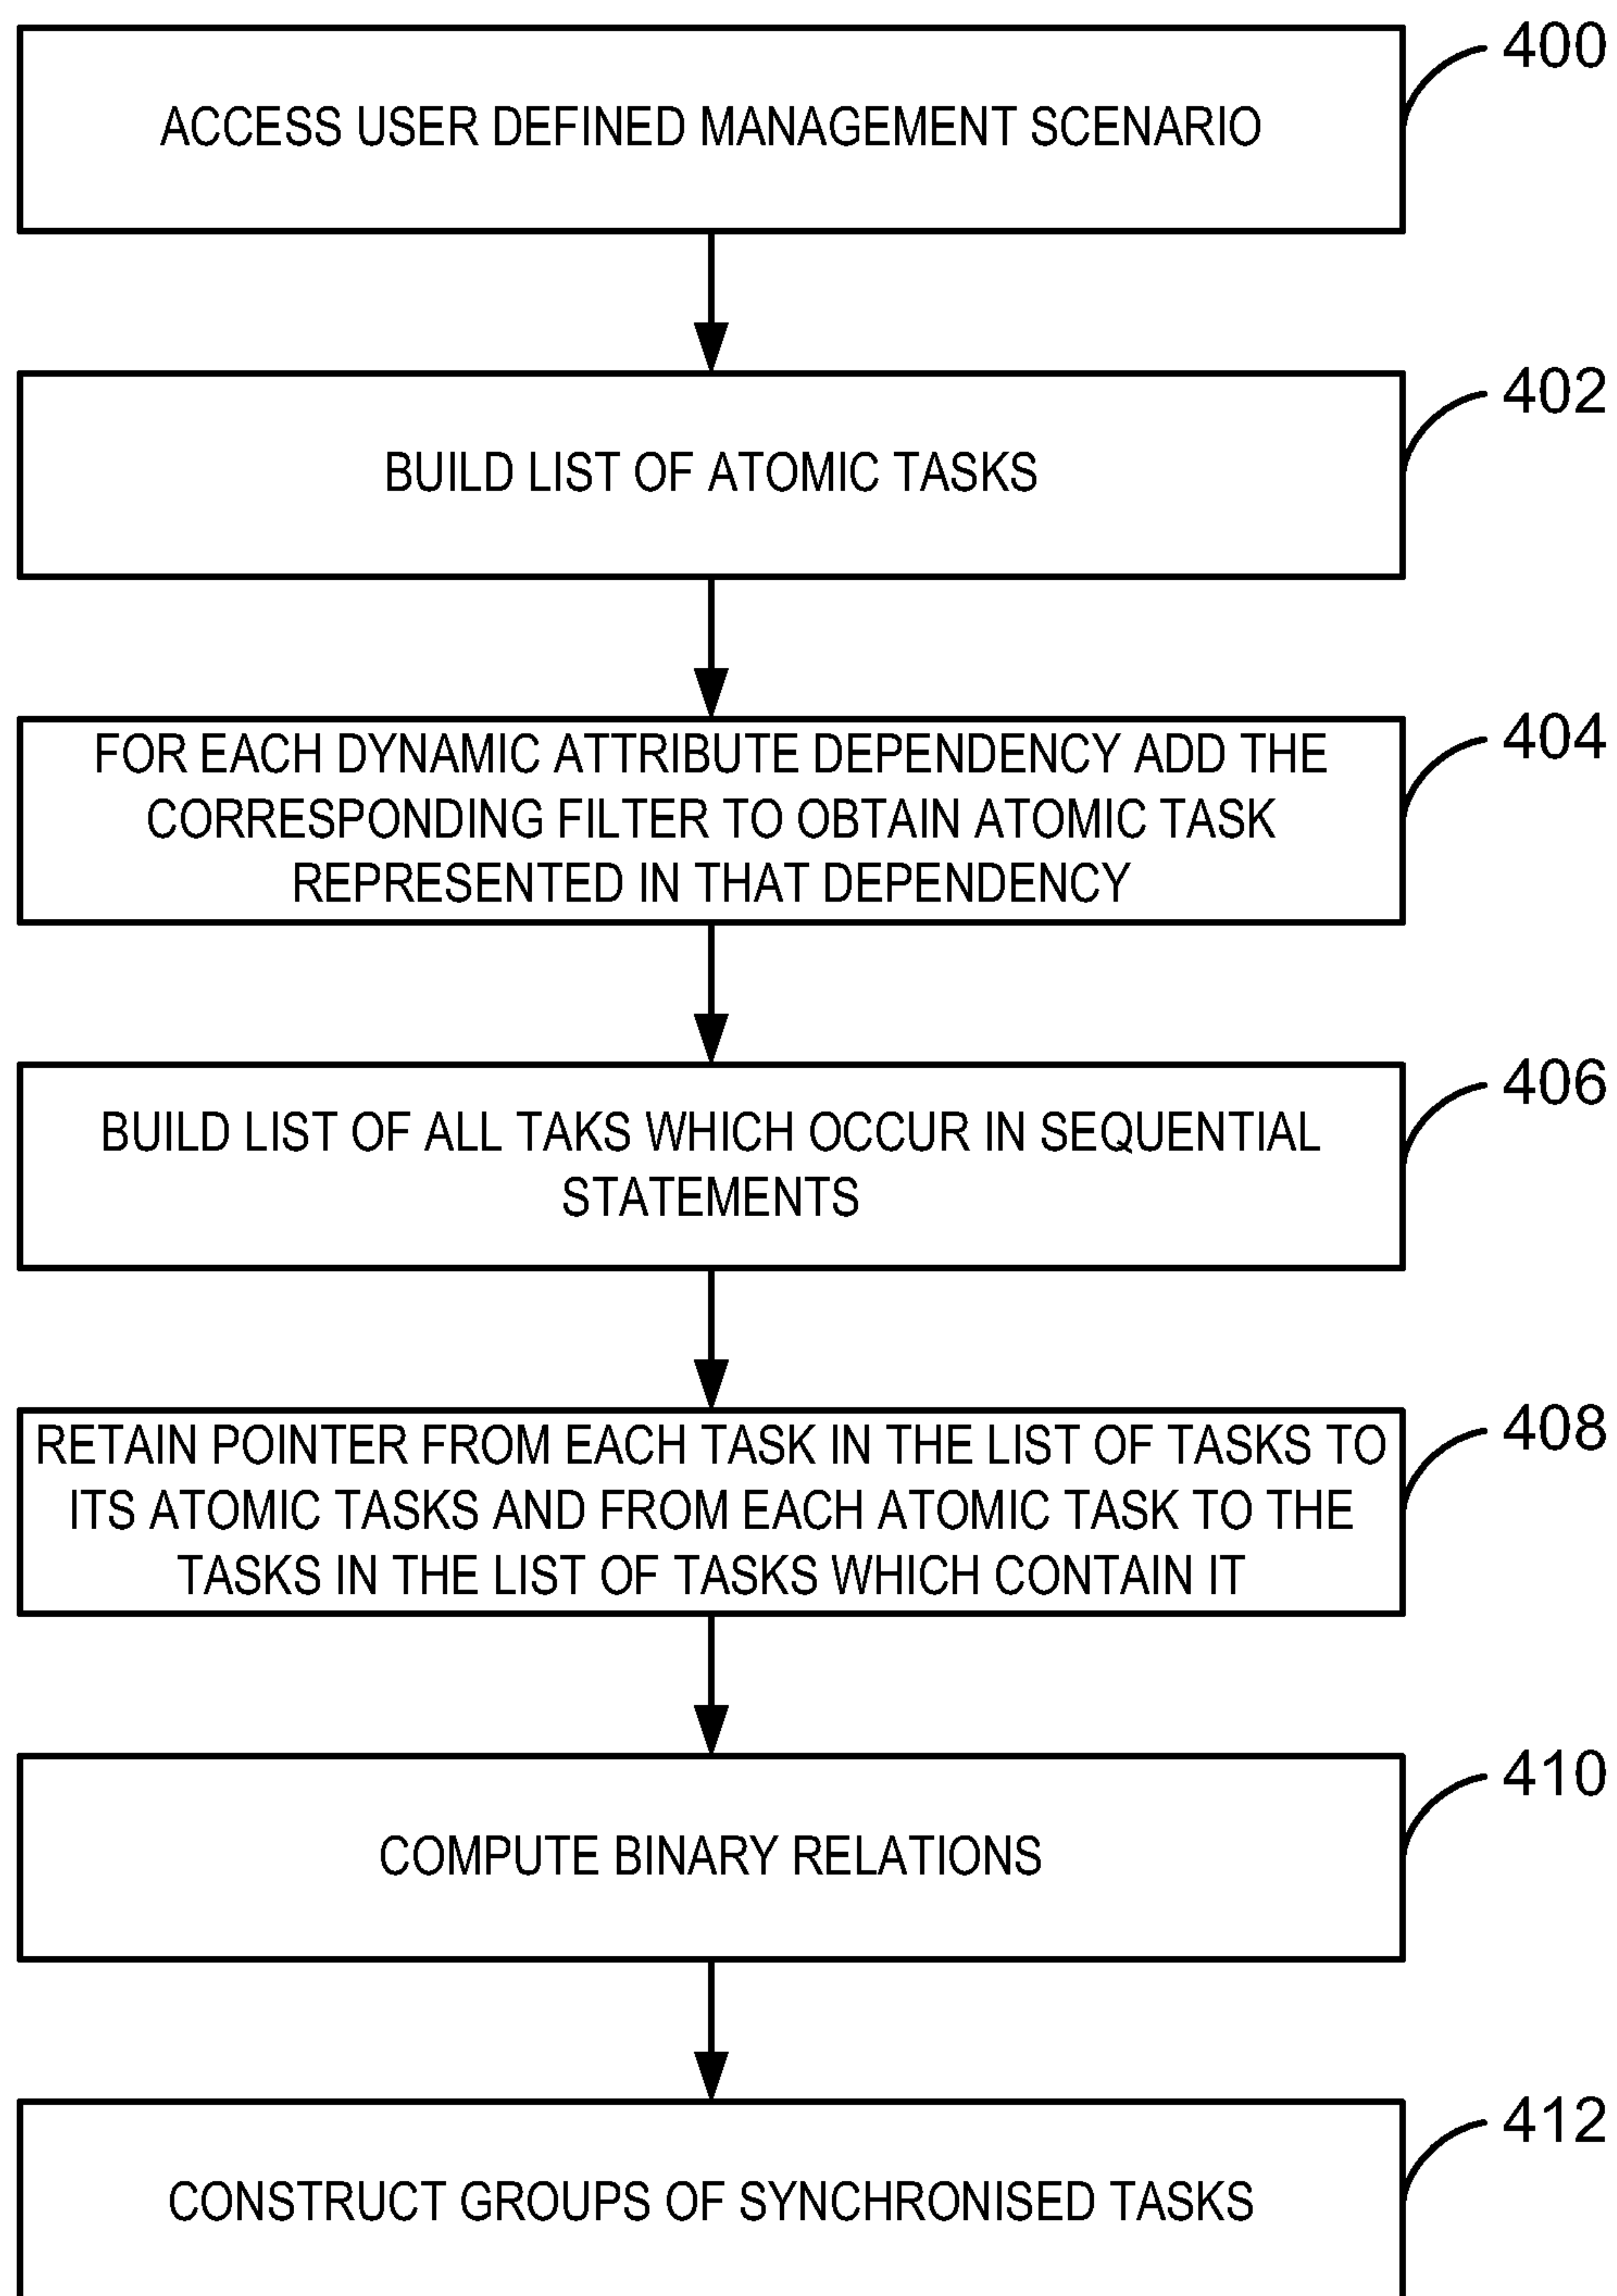 400
ACCESS USER DEFINED MANAGEMENT SCENARIO
402
BUILD LIST OF ATOMIC TASKS
404
FOR EACH DYNAMIC ATTRIBUTE DEPENDENCY ADD THE
CORRESPONDING FILTER TO OBTAIN ATOMIC TASK
REPRESENTED IN THAT DEPENDENCY
406
BUILD LIST OF ALL TAKS WHICH OCCUR IN SEQUENTIAL
STATEMENTS
408
RETAIN POINTER FROM EACH TASK IN THE LIST OF TASKS TO
ITS ATOMIC TASKS AND FROM EACH ATOMIC TASK TO THE
TASKS IN THE LIST OF TASKS WHICH CONTAIN IT
410
COMPUTE BINARY RELATIONS
412
CONSTRUCT GROUPS OF SYNCHRONISED TASKS